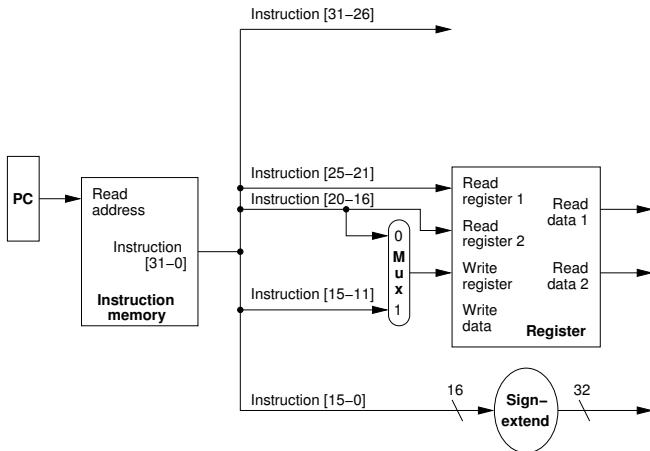 Instruction [31−26]
PC
Read
address
Instruction
[31−0]
Instruction
memory
Instruction [25−21]
Instruction [20−16]
Instruction [15−11]
0
M
u
x
1
Read
register 1
Read
register 2
Write
register
Write
data
Read
data 1
Read
data 2
Register
Instruction [15−0]
16
Sign−
extend
32